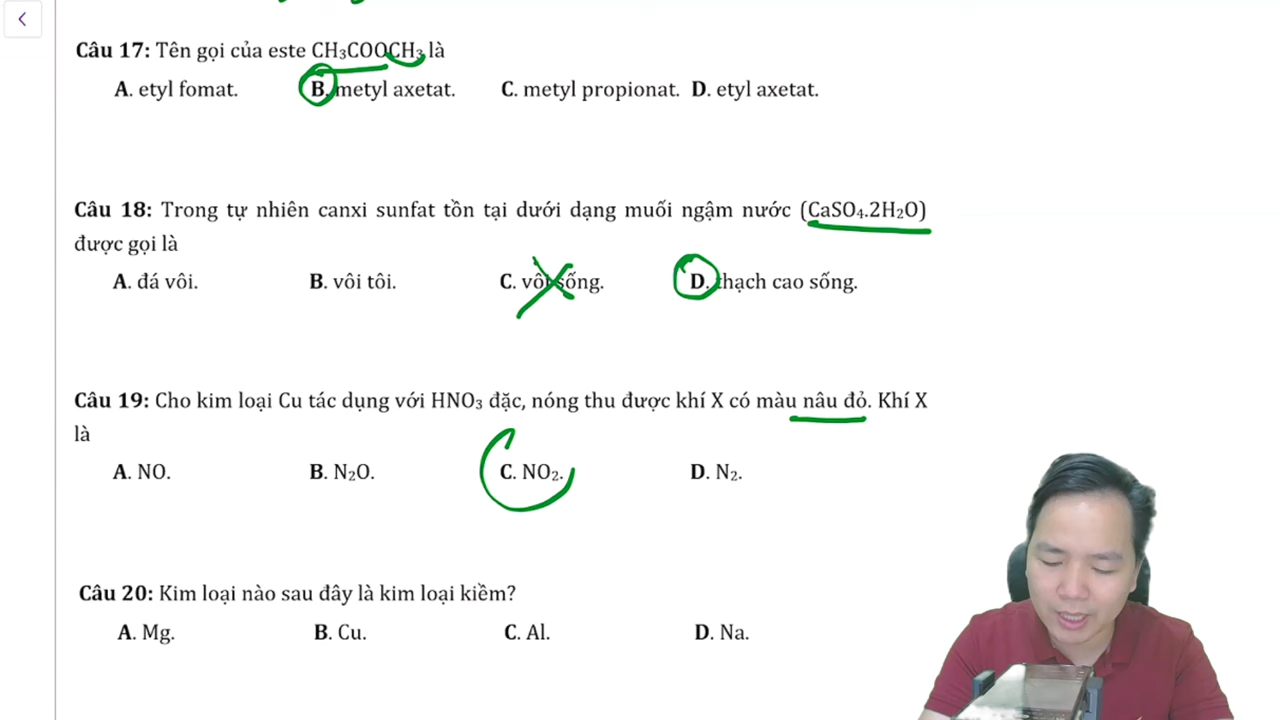 Câu 17: Tên gọi của este CH₃COOCH₃ là
A. etyl fomat. B. metyl axetat. C. metyl propionat. D. etyl axetat.
Câu 18: Trong tự nhiên canxi sunfat tồn tại dưới dạng muối ngậm nước (CaSO₄.2H₂O)
được gọi là
A. đá vôi. B. vôi tôi. C. vôi sống. D. thạch cao sống.
Câu 19: Cho kim loại Cu tác dụng với HNO₃ đặc, nóng thu được khí X có màu nâu đỏ. Khí X
là
A. NO. B. N₂O. C. NO₂. D. N₂.
Câu 20: Kim loại nào sau đây là kim loại kiềm?
A. Mg. B. Cu. C. Al. D. Na.